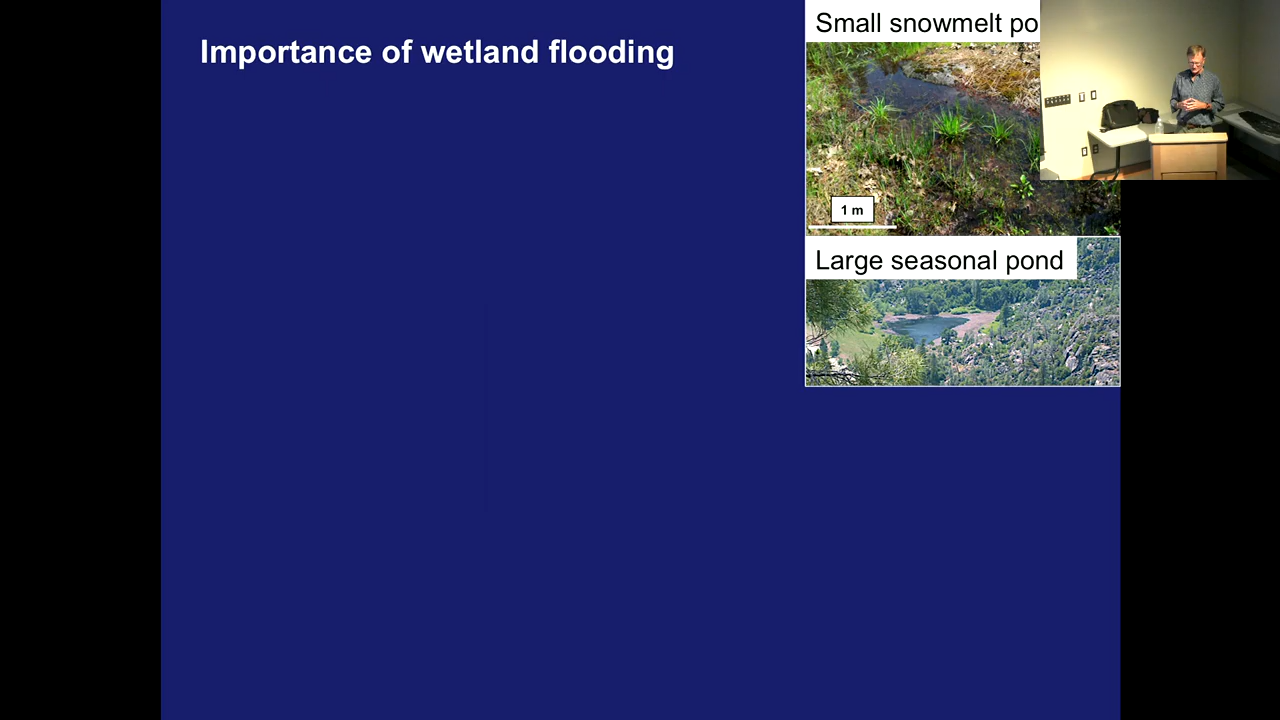 Importance of wetland flooding
Small snowmelt po
1 m
Large seasonal pond